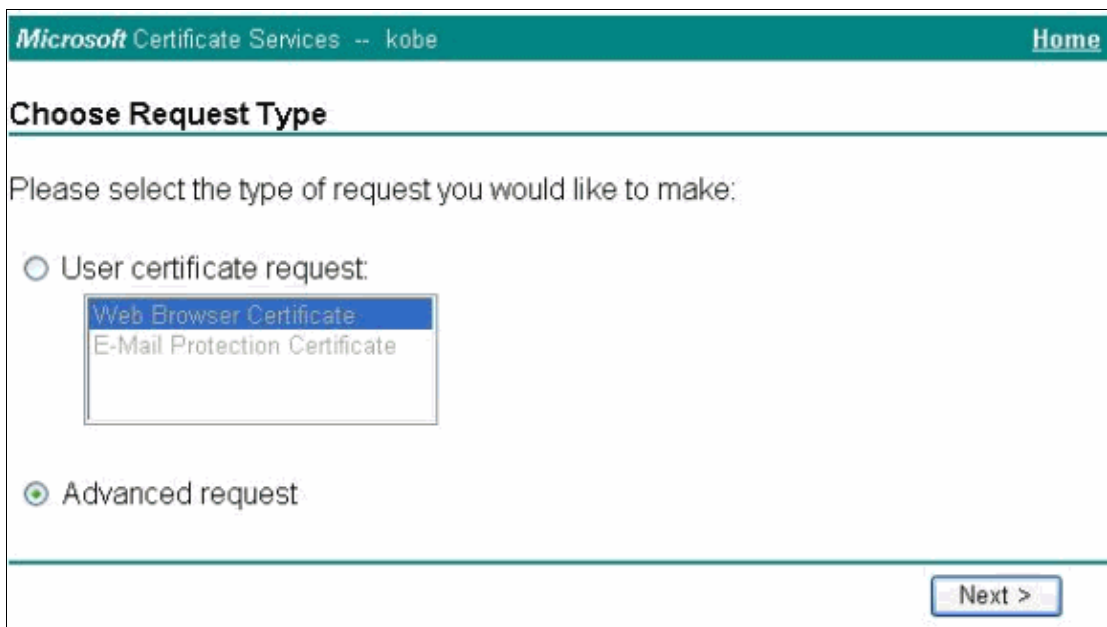 Microsoft Certificate Services -- kobe Home
Choose Request Type
Please select the type of request you would like to make:
User certificate request:
Web Browser Certificate
E-Mail Protection Certificate
Advanced request
Next >